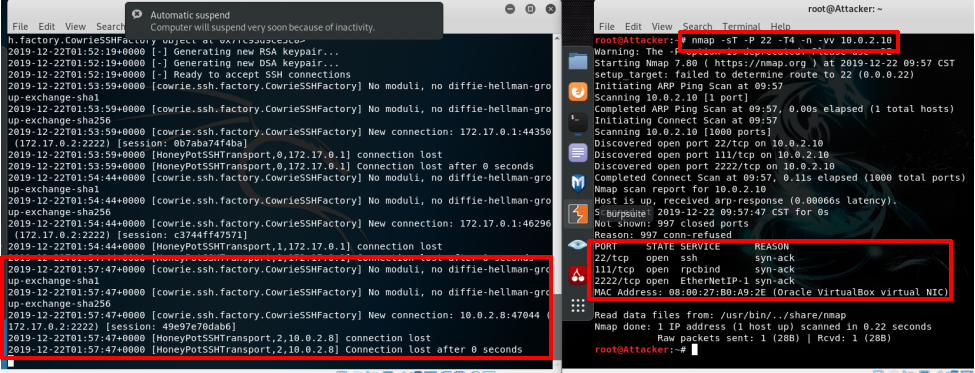 Automatic suspend
Computer will suspend very soon because of inactivity.
File Edit View Search
h.factory.CowrieSSHFactory object at
2019-12-22T01:52:19+0000 [-] Generating new RSA keypair...
2019-12-22T01:52:19+0000 [-] Generating new DSA keypair...
2019-12-22T01:52:19+0000 [-] Ready to accept SSH connections
2019-12-22T01:53:59+0000 [cowrie.ssh.factory.CowrieSSHFactory] No moduli, no diffie-hellman-gro
up-exchange-sha1
2019-12-22T01:53:59+0000 [cowrie.ssh.factory.CowrieSSHFactory] No moduli, no diffie-hellman-gro
up-exchange-sha256
2019-12-22T01:53:59+0000 [cowrie.ssh.factory.CowrieSSHFactory] New connection: 172.17.0.1:44350
(172.17.0.2:2222) [session: 0b7aba74f4ba]
2019-12-22T01:53:59+0000 [HoneyPotSSHTransport,0,172.17.0.1] connection lost
2019-12-22T01:53:59+0000 [HoneyPotSSHTransport,0,172.17.0.1] Connection lost after 0 seconds
2019-12-22T01:54:44+0000 [cowrie.ssh.factory.CowrieSSHFactory] No moduli, no diffie-hellman-gro
up-exchange-sha1
2019-12-22T01:54:44+0000 [cowrie.ssh.factory.CowrieSSHFactory] No moduli, no diffie-hellman-gro
up-exchange-sha256
2019-12-22T01:54:44+0000 [cowrie.ssh.factory.CowrieSSHFactory] New connection: 172.17.0.1:46296
(172.17.0.2:2222) [session: c3744ff47571]
2019-12-22T01:54:44+0000 [HoneyPotSSHTransport,1,172.17.0.1] connection lost
2019-12-22T01:54:44+0000 [HoneyPotSSHTransport,1,172.17.0.1] Connection lost after 0 seconds
2019-12-22T01:57:47+0000 [cowrie.ssh.factory.CowrieSSHFactory] No moduli, no diffie-hellman-gro
up-exchange-sha1
2019-12-22T01:57:47+0000 [cowrie.ssh.factory.CowrieSSHFactory] No moduli, no diffie-hellman-gro
up-exchange-sha256
2019-12-22T01:57:47+0000 [cowrie.ssh.factory.CowrieSSHFactory] New connection: 10.0.2.8:47044 (
172.17.0.2:2222) [session: 49e97e70dab6]
2019-12-22T01:57:47+0000 [HoneyPotSSHTransport,2,10.0.2.8] connection lost
2019-12-22T01:57:47+0000 [HoneyPotSSHTransport,2,10.0.2.8] Connection lost after 0 seconds
root@Attacker: ~
File Edit View Search Terminal Help
root@Attacker:~# nmap -sT -P 22 -T4 -n -vv 10.0.2.10
Warning: The -P option is deprecated. Please use -PE
Starting Nmap 7.80 ( https://nmap.org ) at 2019-12-22 09:57 CST
setup_target: failed to determine route to 22 (0.0.0.22)
Initiating ARP Ping Scan at 09:57
Scanning 10.0.2.10 [1 port]
Completed ARP Ping Scan at 09:57, 0.00s elapsed (1 total hosts)
Initiating Connect Scan at 09:57
Scanning 10.0.2.10 [1000 ports]
Discovered open port 22/tcp on 10.0.2.10
Discovered open port 111/tcp on 10.0.2.10
Discovered open port 2222/tcp on 10.0.2.10
Completed Connect Scan at 09:57, 0.11s elapsed (1000 total ports)
Nmap scan report for 10.0.2.10
Host is up, received arp-response (0.00066s latency).
burpsuite
2019-12-22 09:57:47 CST for 0s
Not shown: 997 closed ports
Reason: 997 conn-refused
PORT STATE SERVICE REASON
22/tcp open ssh syn-ack
111/tcp open rpcbind syn-ack
2222/tcp open EtherNetIP-1 syn-ack
MAC Address: 08:00:27:B0:A9:2E (Oracle VirtualBox virtual NIC)
Read data files from: /usr/bin/../share/nmap
Nmap done: 1 IP address (1 host up) scanned in 0.22 seconds
Raw packets sent: 1 (28B) | Rcvd: 1 (28B)
root@Attacker:~#